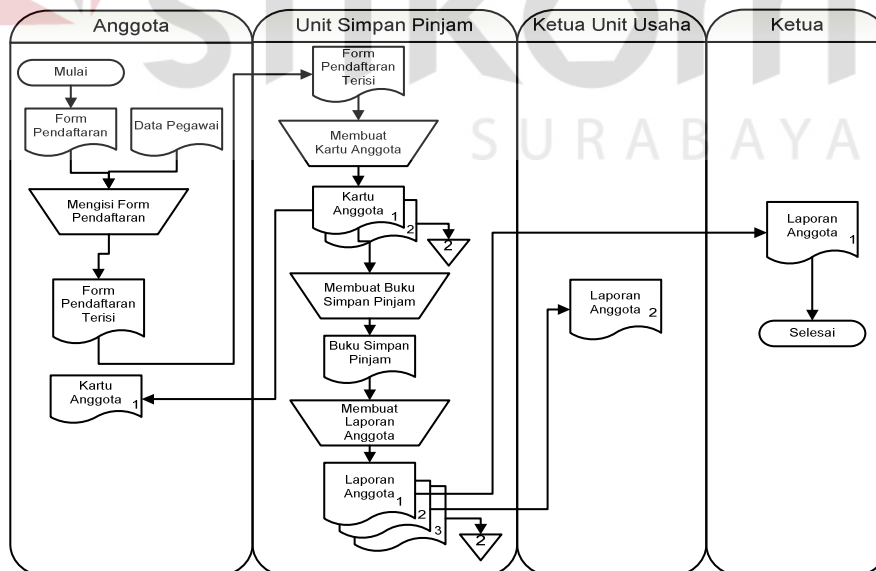 Anggota
Unit Simpan Pinjam
Ketua Unit Usaha
Ketua
SURABAYA
Mulai
Form
Pendaftaran
Data Pegawai
Mengisi Form
Pendaftaran
Form
Pendaftaran
Terisi
Kartu
Anggota 1
Form
Pendaftaran
Terisi
Membuat
Kartu Anggota
Kartu
Anggota 1
2
2
Membuat Buku
Simpan Pinjam
Buku Simpan
Pinjam
Membuat
Laporan
Anggota
Laporan
Anggota 1
2
3
2
Laporan
Anggota 2
Laporan
Anggota 1
Selesai